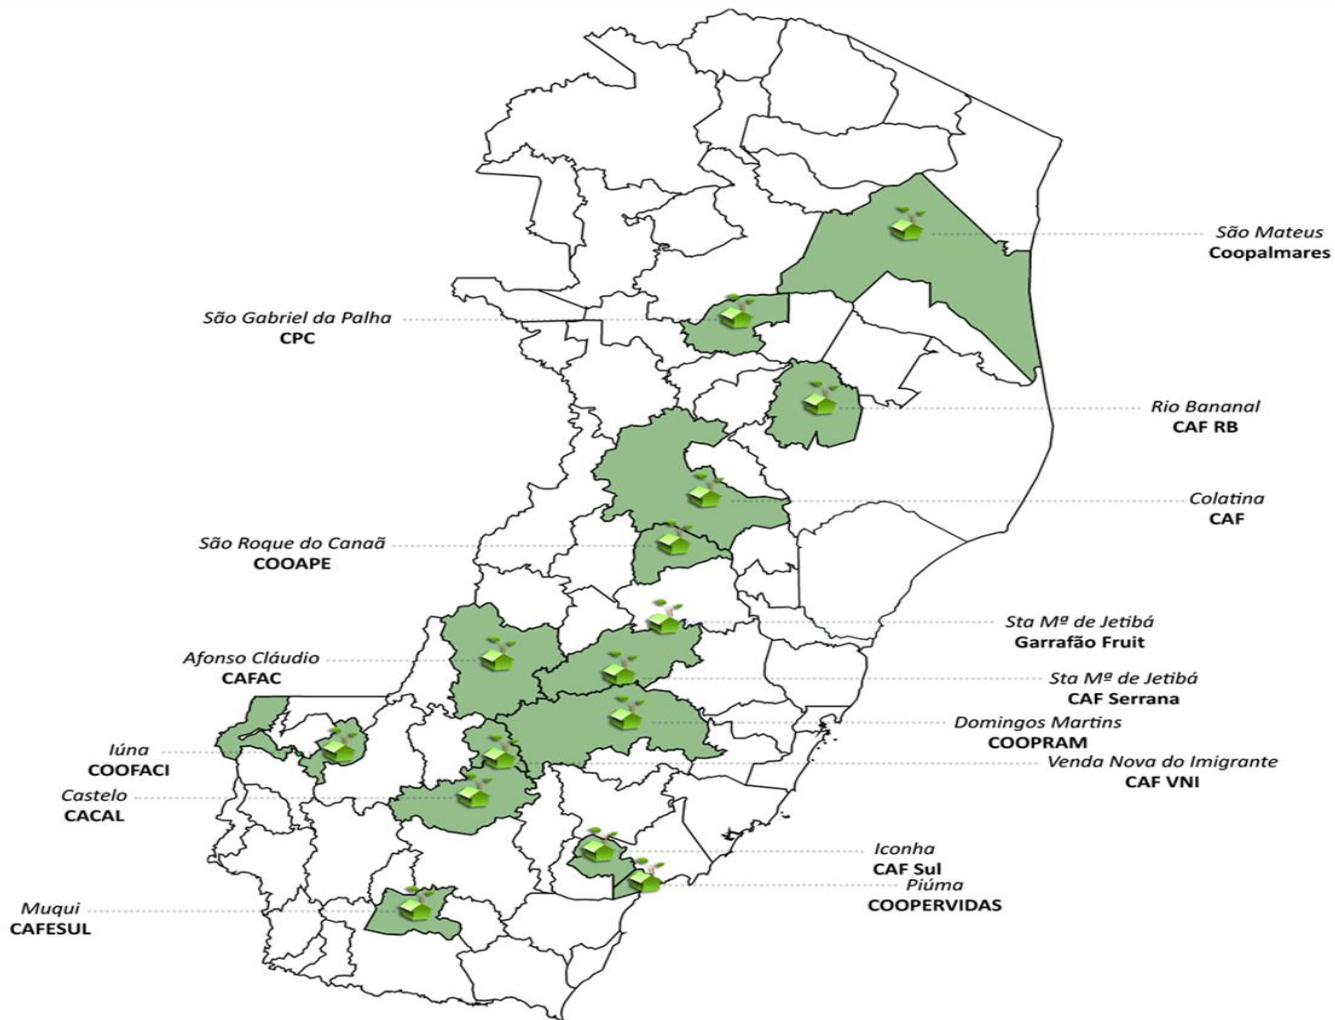 São Mateus
Coopalmares
São Gabriel da Palha
CPC
Rio Bananal
CAF RB
Colatina
CAF
São Roque do Canaã
COOAPE
Sta Mª de Jetibá
Garrafão Fruit
Afonso Cláudio
CAFAC
Sta Mª de Jetibá
CAF Serrana
Domingos Martins
COOPRAM
Iúna
COOFACI
Venda Nova do Imigrante
CAF VNI
Castelo
CACAL
Iconha
CAF Sul
Piúma
COOPERVIDAS
Muqui
CAFESUL